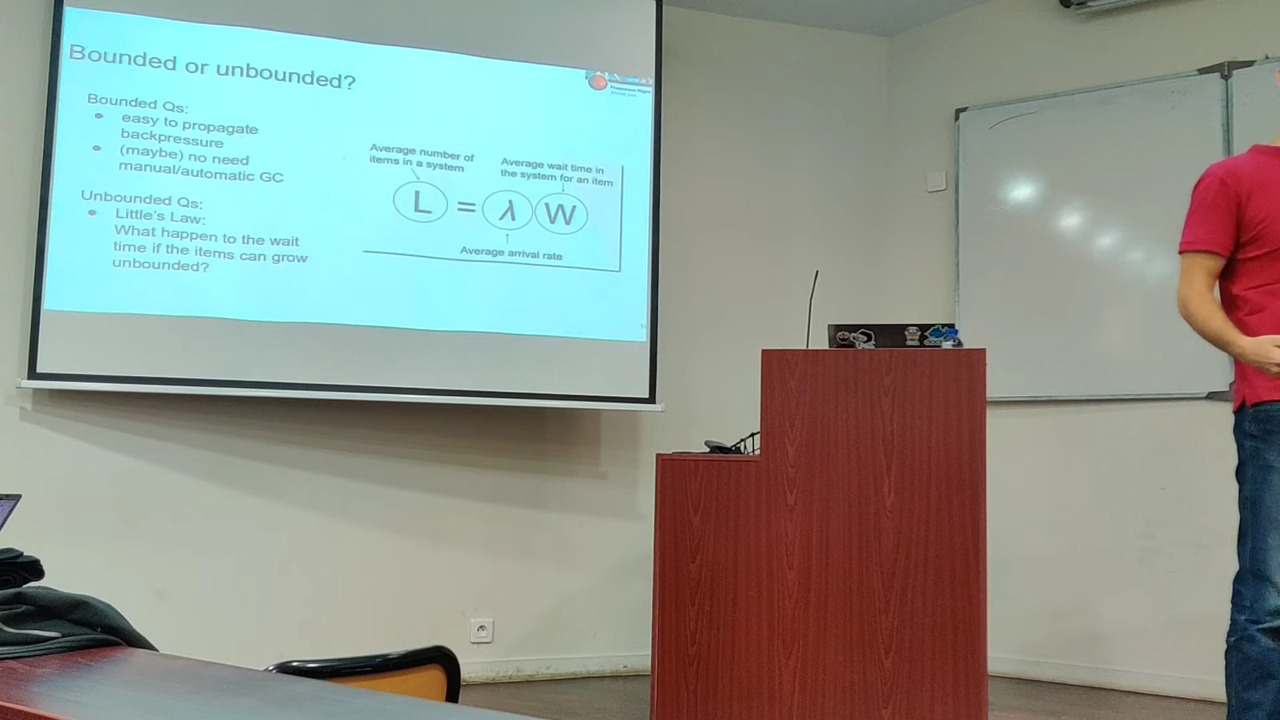 Bounded or unbounded?
Bounded Qs:
easy to propagate
backpressure
(maybe) no need
manual/automatic GC
Unbounded Qs:
Little's Law:
What happen to the wait
time if the items can grow
unbounded?
Average number of
items in a system
Average wait time in
the system for an item
L = λ W
Average arrival rate